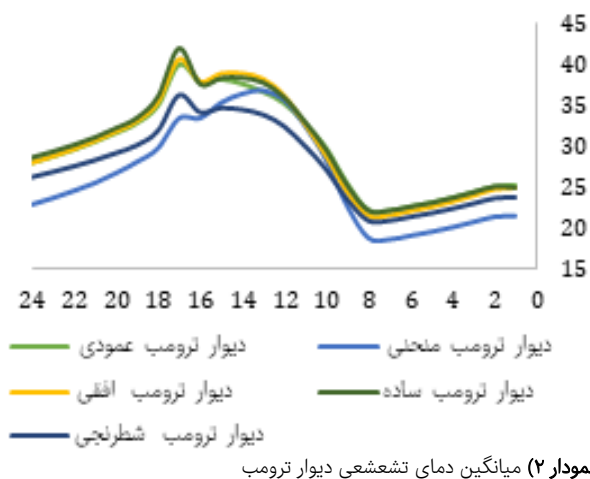 45
40
35
30
25
20
15
24 22 20 18 16 14 12 10 8 6 4 2 0
دیوار ترومب منحنی دیوار ترومب عمودی
دیوار ترومب ساده دیوار ترومب افقی
دیوار ترومب شطرنجی
مودار ۲) میانگین دمای تشعشعی دیوار ترومب